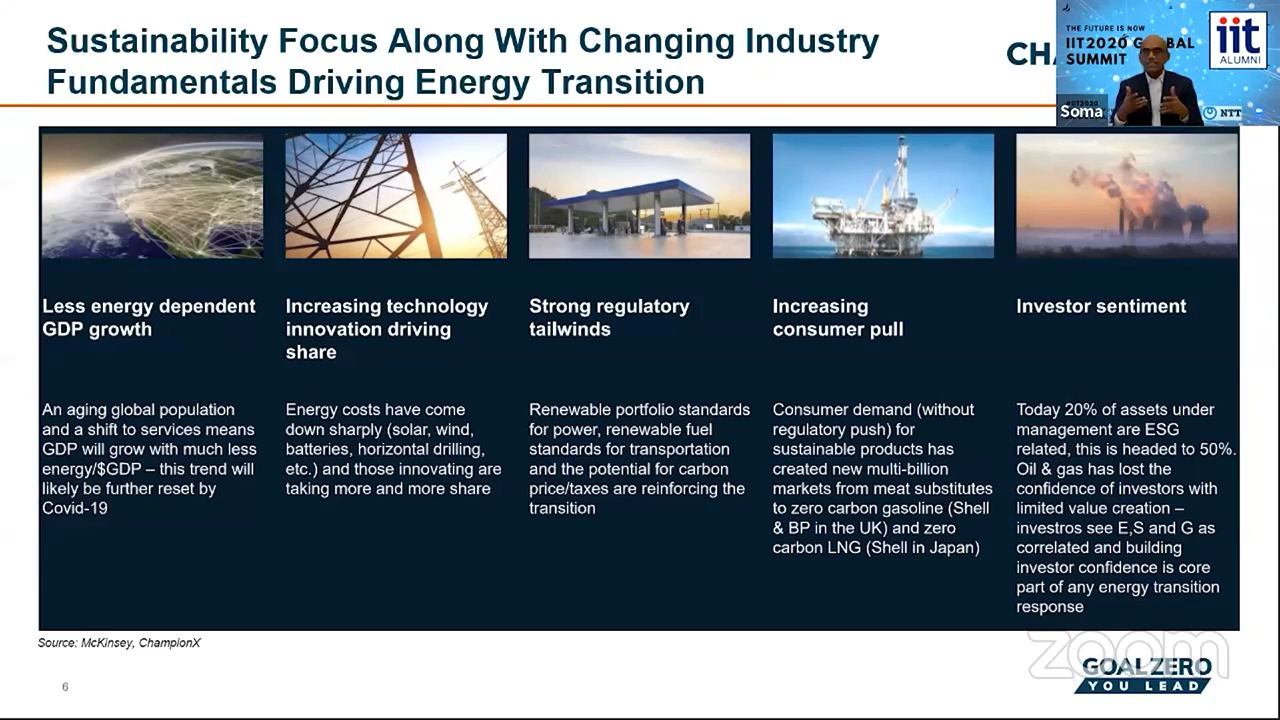 Sustainability Focus Along With Changing Industry
Fundamentals Driving Energy Transition
CH
THE FUTURE IS NOW
IIT2020 GLOBAL
SUMMIT
iit
ALUMNI
#IIT2020
Soma
NTT
Less energy dependent
GDP growth
An aging global population
and a shift to services means
GDP will grow with much less
energy/$GDP – this trend will
likely be further reset by
Covid-19
Increasing technology
innovation driving
share
Energy costs have come
down sharply (solar, wind,
batteries, horizontal drilling,
etc.) and those innovating are
taking more and more share
Strong regulatory
tailwinds
Renewable portfolio standards
for power, renewable fuel
standards for transportation
and the potential for carbon
price/taxes are reinforcing the
transition
Increasing
consumer pull
Consumer demand (without
regulatory push) for
sustainable products has
created new multi-billion
markets from meat substitutes
to zero carbon gasoline (Shell
& BP in the UK) and zero
carbon LNG (Shell in Japan)
Investor sentiment
Today 20% of assets under
management are ESG
related, this is headed to 50%.
Oil & gas has lost the
confidence of investors with
limited value creation –
investros see E,S and G as
correlated and building
investor confidence is core
part of any energy transition
response
Source: McKinsey, ChampionX
zoom
GOAL ZERO
YOU LEAD
6